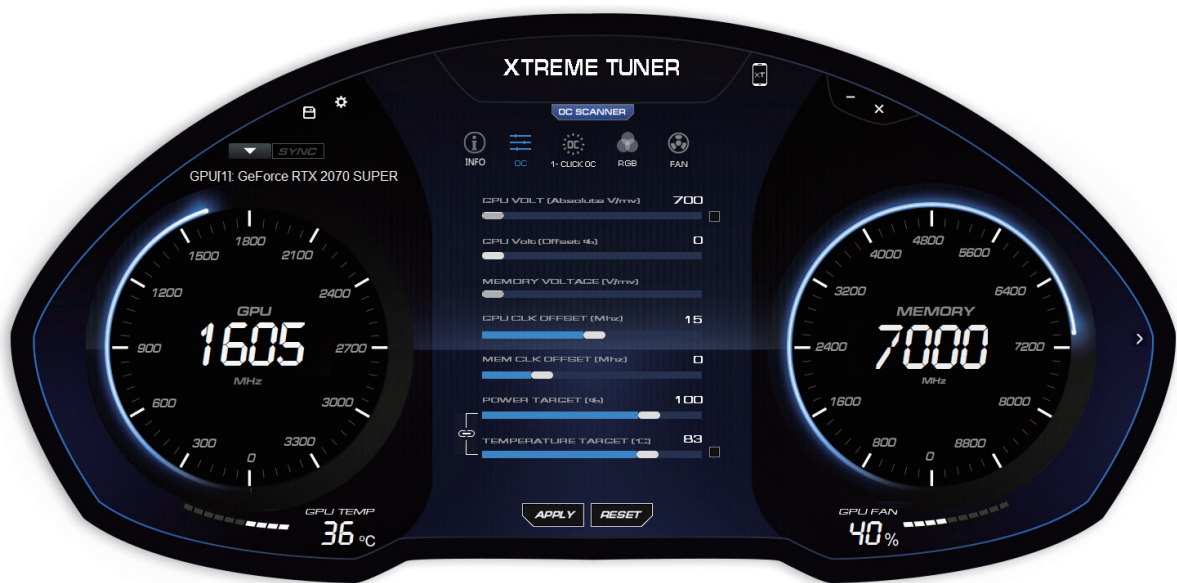 XTREME TUNER
XT
OC SCANNER
INFO
OC
OC
1- CLICK OC
RGB
FAN
SYNC
GPU[1]: GeForce RTX 2070 SUPER
0
300
600
900
1200
1500
1800
2100
2400
2700
3000
3300
GPU
1605
MHz
GPU TEMP
36 °C
GPU VOLT (Absolute V/mv) 700
GPU Volt (Offset %) 0
MEMORY VOLTAGE (V/mv)
GPU CLK OFFSET (Mhz) 15
MEM CLK OFFSET (Mhz) 0
POWER TARGET (%) 100
TEMPERATURE TARGET (°C) 83
APPLY
RESET
0
800
1600
2400
3200
4000
4800
5600
6400
7200
8000
8800
MEMORY
7000
MHz
GPU FAN
40 %